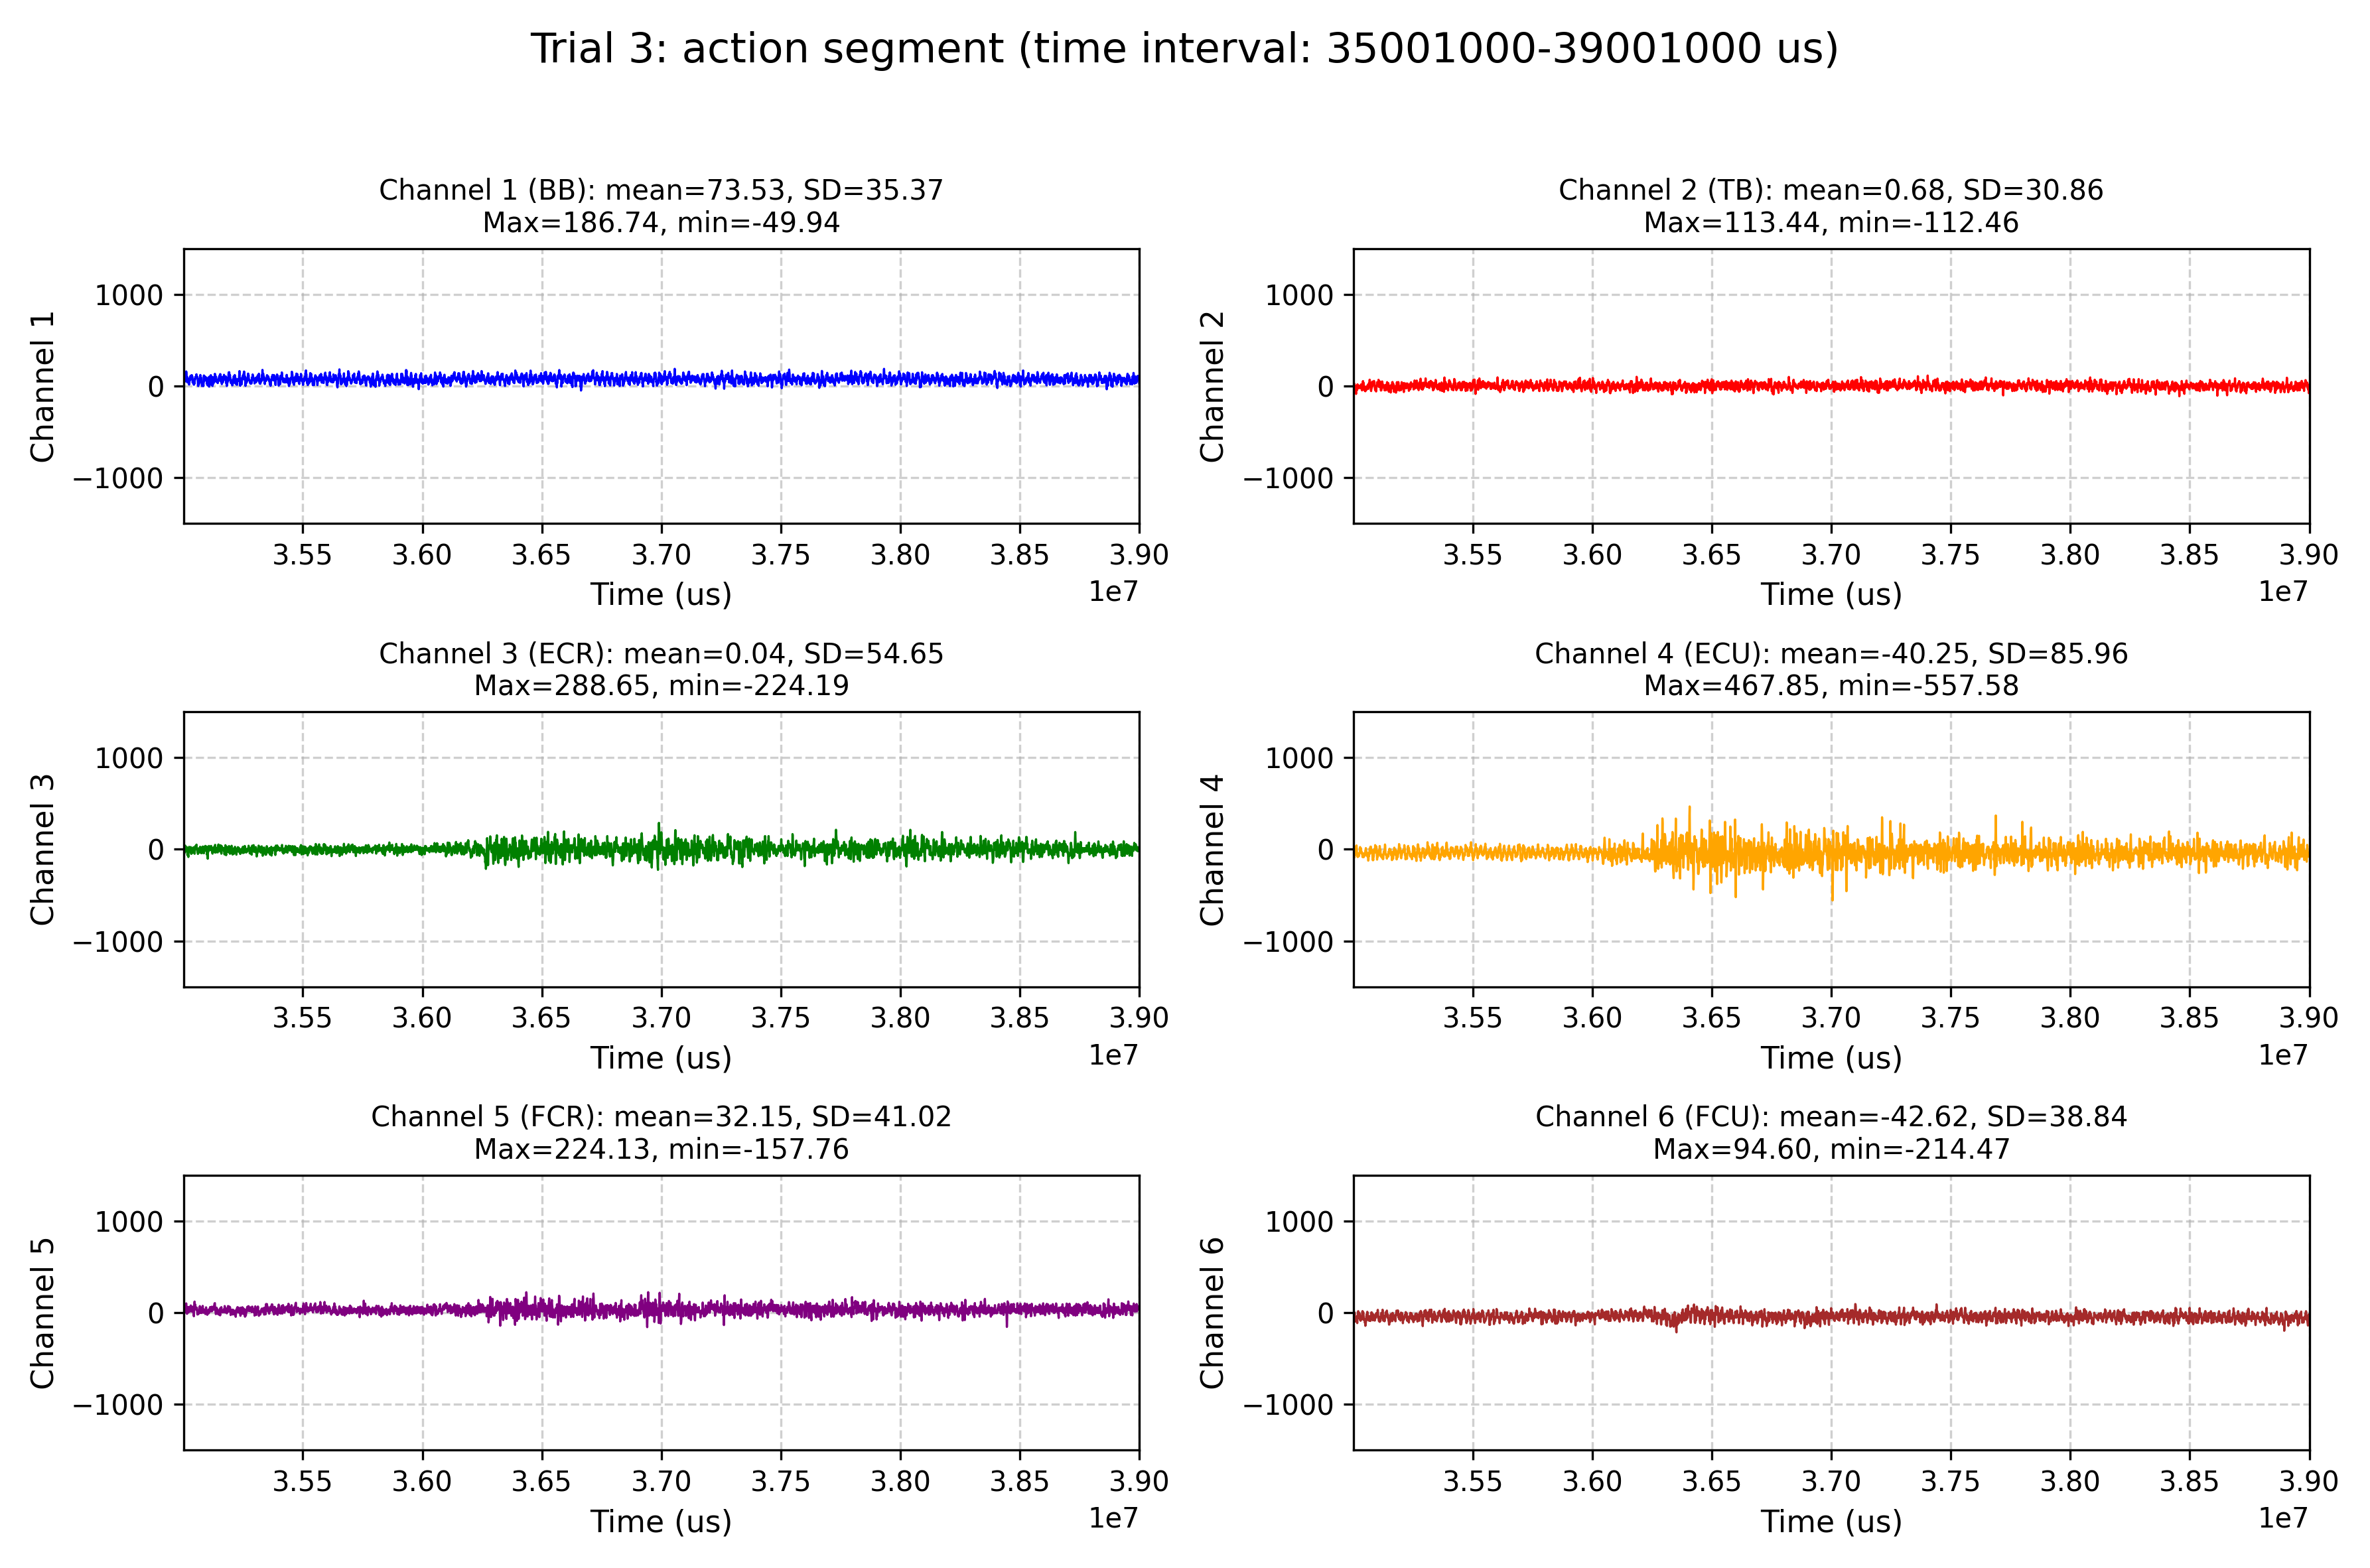 Trial 3: action segment (time interval: 35001000-39001000 us)
Channel 1 (BB): mean=73.53, SD=35.37
Max=186.74, min=-49.94
Channel 1
1000
0
−1000
3.55 3.60 3.65 3.70 3.75 3.80 3.85 3.90
Time (us)
1e7
Channel 2 (TB): mean=0.68, SD=30.86
Max=113.44, min=-112.46
Channel 2
1000
0
−1000
3.55 3.60 3.65 3.70 3.75 3.80 3.85 3.90
Time (us)
1e7
Channel 3 (ECR): mean=0.04, SD=54.65
Max=288.65, min=-224.19
Channel 3
1000
0
−1000
3.55 3.60 3.65 3.70 3.75 3.80 3.85 3.90
Time (us)
1e7
Channel 4 (ECU): mean=-40.25, SD=85.96
Max=467.85, min=-557.58
Channel 4
1000
0
−1000
3.55 3.60 3.65 3.70 3.75 3.80 3.85 3.90
Time (us)
1e7
Channel 5 (FCR): mean=32.15, SD=41.02
Max=224.13, min=-157.76
Channel 5
1000
0
−1000
3.55 3.60 3.65 3.70 3.75 3.80 3.85 3.90
Time (us)
1e7
Channel 6 (FCU): mean=-42.62, SD=38.84
Max=94.60, min=-214.47
Channel 6
1000
0
−1000
3.55 3.60 3.65 3.70 3.75 3.80 3.85 3.90
Time (us)
1e7